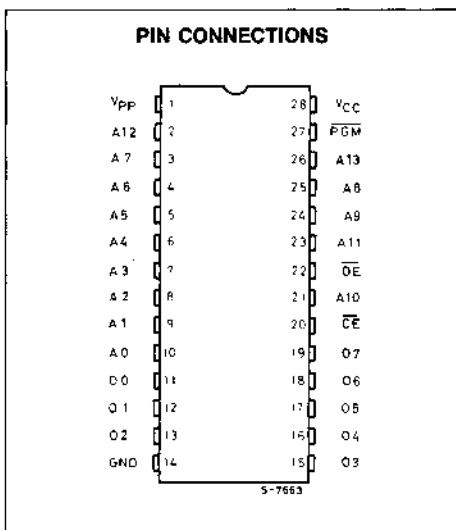 PIN CONNECTIONS
VPP 1 28 VCC
A12 2 27 PGM
A7 3 26 A13
A6 4 25 A8
A5 5 24 A9
A4 6 23 A11
A3 7 22 OE
A2 8 21 A10
A1 9 20 CE
A0 10 19 O7
O0 11 18 O6
O1 12 17 O5
O2 13 16 O4
GND 14 15 O3
S-7663